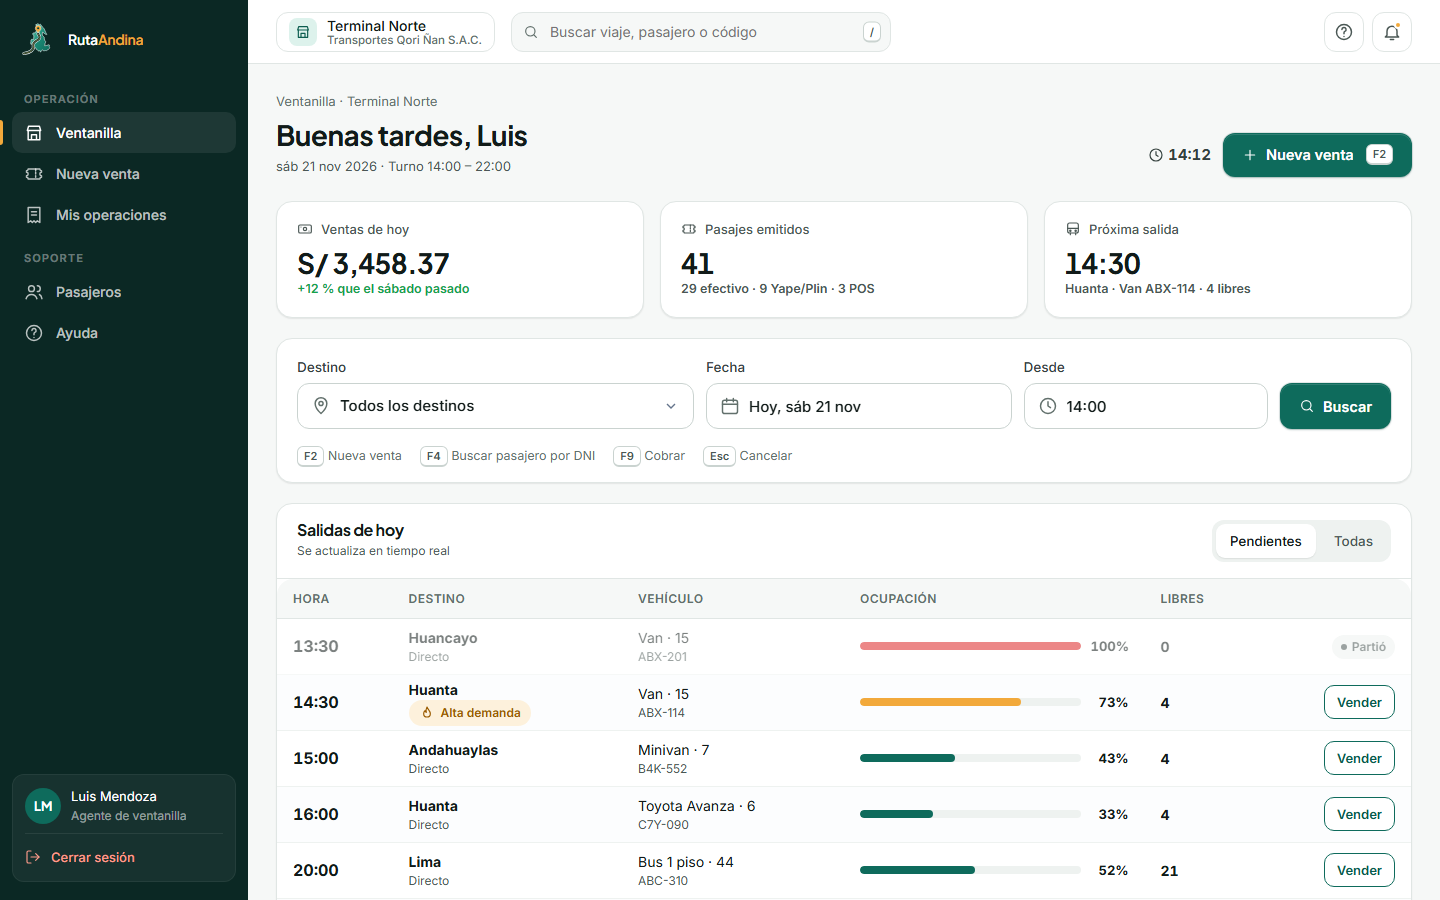 RutaAndina
OPERACIÓN
Ventanilla
Nueva venta
Mis operaciones
SOPORTE
Pasajeros
Ayuda
LM
Luis Mendoza
Agente de ventanilla
Cerrar sesión
Terminal Norte
Transportes Qori Ñan S.A.C.
Buscar viaje, pasajero o código
/
Ventanilla · Terminal Norte
Buenas tardes, Luis
sáb 21 nov 2026 · Turno 14:00 – 22:00
14:12
Nueva venta F2
Ventas de hoy
S/ 3,458.37
+12 % que el sábado pasado
Pasajes emitidos
41
29 efectivo · 9 Yape/Plin · 3 POS
Próxima salida
14:30
Huanta · Van ABX-114 · 4 libres
Destino
Todos los destinos
Fecha
Hoy, sáb 21 nov
Desde
14:00
Buscar
F2 Nueva venta F4 Buscar pasajero por DNI F9 Cobrar Esc Cancelar
Salidas de hoy
Se actualiza en tiempo real
Pendientes Todas
HORA DESTINO VEHÍCULO OCUPACIÓN LIBRES
13:30 Huancayo Van · 15 100% 0 Partió
Directo ABX-201
14:30 Huanta Van · 15 73% 4 Vender
Alta demanda ABX-114
15:00 Andahuaylas Minivan · 7 43% 4 Vender
Directo B4K-552
16:00 Huanta Toyota Avanza · 6 33% 4 Vender
Directo C7Y-090
20:00 Lima Bus 1 piso · 44 52% 21 Vender
Directo ABC-310